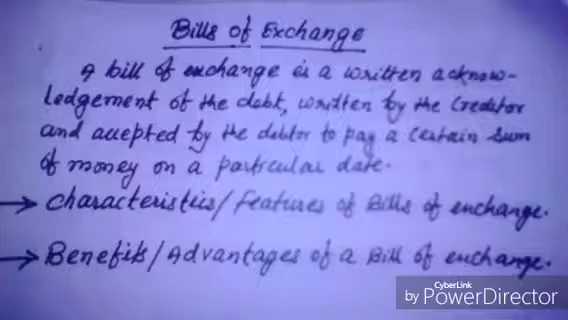 Bills of Exchange
A bill of exchange is a written acknow-
ledgement of the debt, written by the Creditor
and accepted by the debtor to pay a certain sum
of money on a particular date.
→ Characteristics/Features of Bills of exchange.
→ Benefits/Advantages of a Bill of exchange.
CyberLink
by PowerDirector